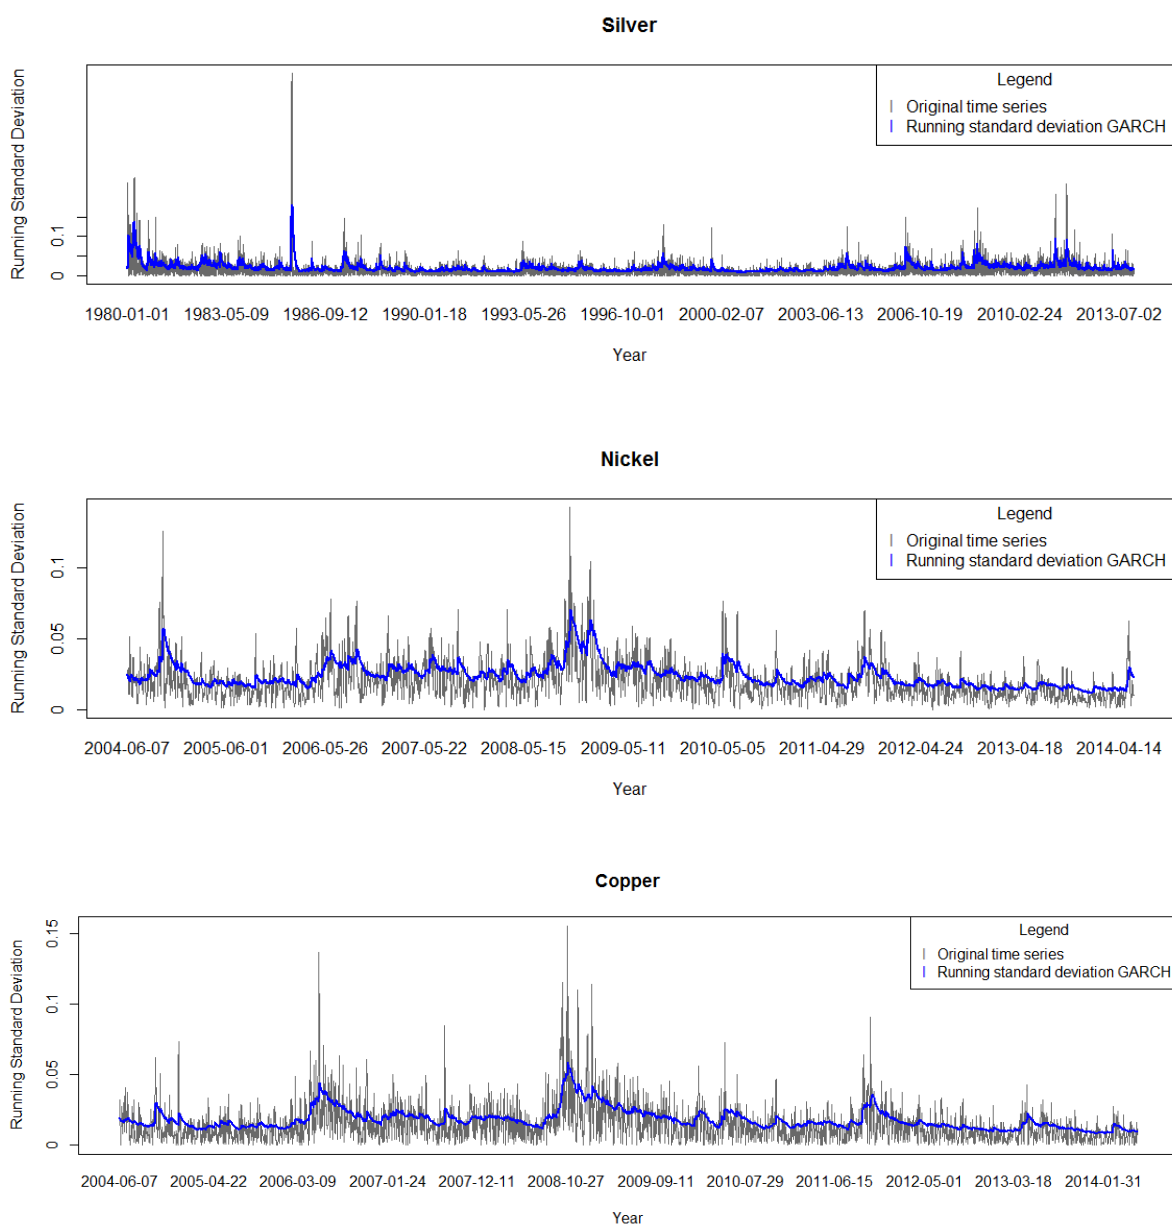 Silver
Running Standard Deviation
0.1
0
Legend
Original time series
Running standard deviation GARCH
1980-01-01 1983-05-09 1986-09-12 1990-01-18 1993-05-26 1996-10-01 2000-02-07 2003-06-13 2006-10-19 2010-02-24 2013-07-02
Year
Nickel
Running Standard Deviation
0.1
0.05
0
Legend
Original time series
Running standard deviation GARCH
2004-06-07 2005-06-01 2006-05-26 2007-05-22 2008-05-15 2009-05-11 2010-05-05 2011-04-29 2012-04-24 2013-04-18 2014-04-14
Year
Copper
Running Standard Deviation
0.15
0.1
0.05
0
Legend
Original time series
Running standard deviation GARCH
2004-06-07 2005-04-22 2006-03-09 2007-01-24 2007-12-11 2008-10-27 2009-09-11 2010-07-29 2011-06-15 2012-05-01 2013-03-18 2014-01-31
Year